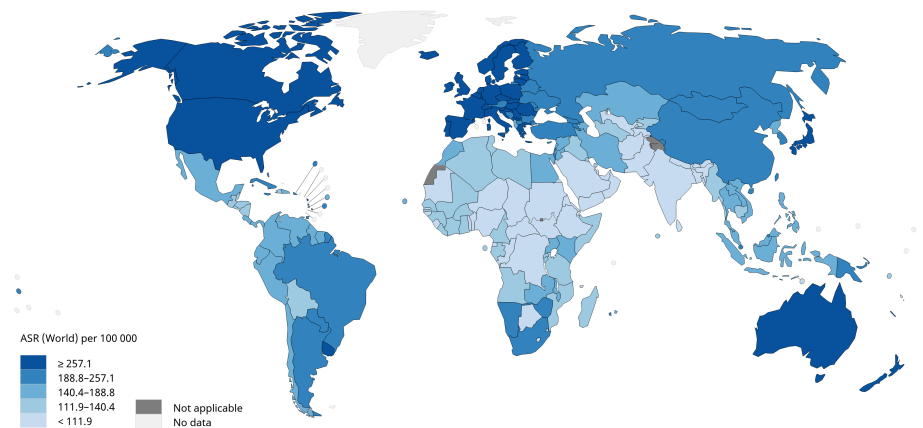 ASR (World) per 100 000
≥ 257.1
188.8–257.1
140.4–188.8
111.9–140.4
< 111.9
Not applicable
No data